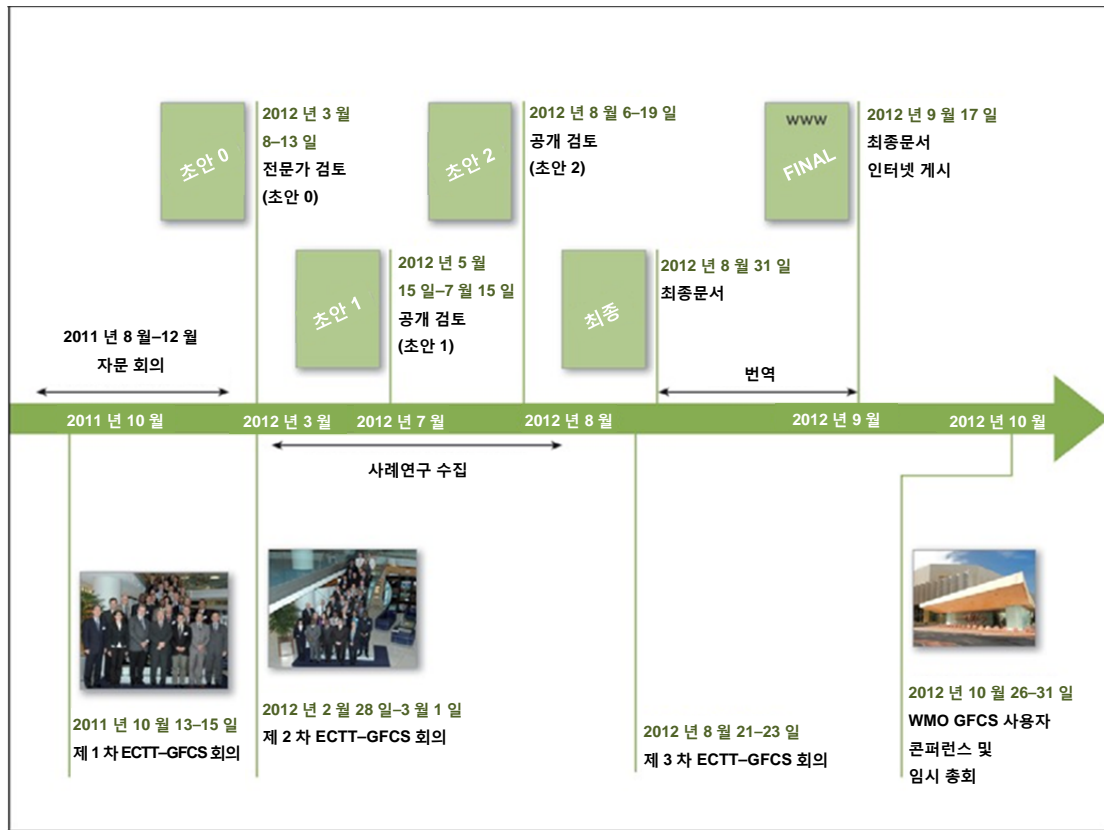 초안 0
2012 년 3 월
8–13 일
전문가 검토
(초안 0)
초안 2
2012 년 8 월 6–19 일
공개 검토
(초안 2)
WWW
FINAL
2012 년 9 월 17 일
최종문서
인터넷 게시
초안 1
2012 년 5 월
15 일–7 월 15 일
공개 검토
(초안 1)
최종
2012 년 8 월 31 일
최종문서
2011 년 8 월–12 월
자문 회의
번역
2011 년 10 월
2012 년 3 월
2012 년 7 월
2012 년 8 월
2012 년 9 월
2012 년 10 월
사례연구 수집
2011 년 10 월 13–15 일
제 1 차 ECTT–GFCS 회의
2012 년 2 월 28 일–3 월 1 일
제 2 차 ECTT–GFCS 회의
2012 년 8 월 21–23 일
제 3 차 ECTT–GFCS 회의
2012 년 10 월 26–31 일
WMO GFCS 사용자
콘퍼런스 및
임시 총회